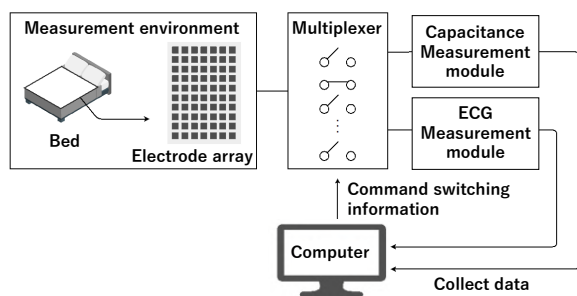 Measurement environment
Bed
Electrode array
Multiplexer
Capacitance
Measurement
module
ECG
Measurement
module
Command switching
information
Computer
Collect data